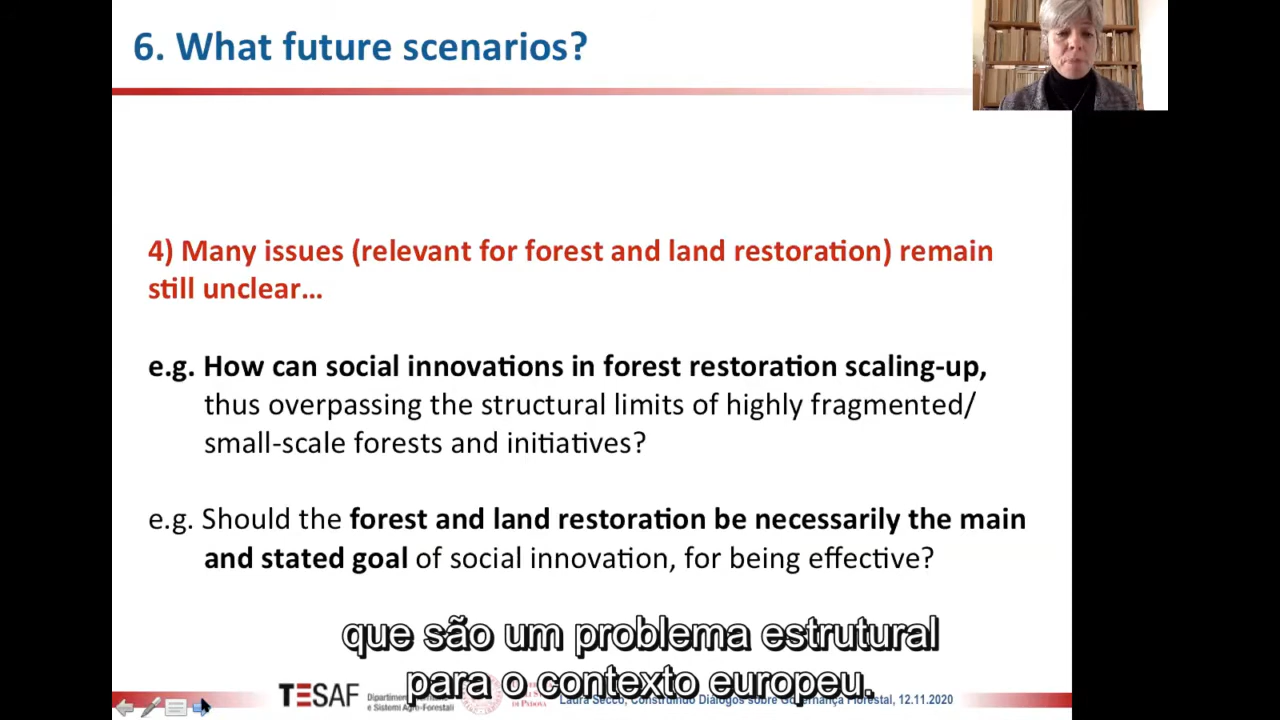 6. What future scenarios?
4) Many issues (relevant for forest and land restoration) remain
still unclear…
e.g. How can social innovations in forest restoration scaling-up,
thus overpassing the structural limits of highly fragmented/
small-scale forests and initiatives?
e.g. Should the forest and land restoration be necessarily the main
and stated goal of social innovation, for being effective?
que são um problema estrutural
para o contexto europeu.
TESAF
e Sistemi Agro-Forestali
DI PADOVA
Laura Secco, Construindo Diálogos sobre Governança Florestal, 12.11.2020